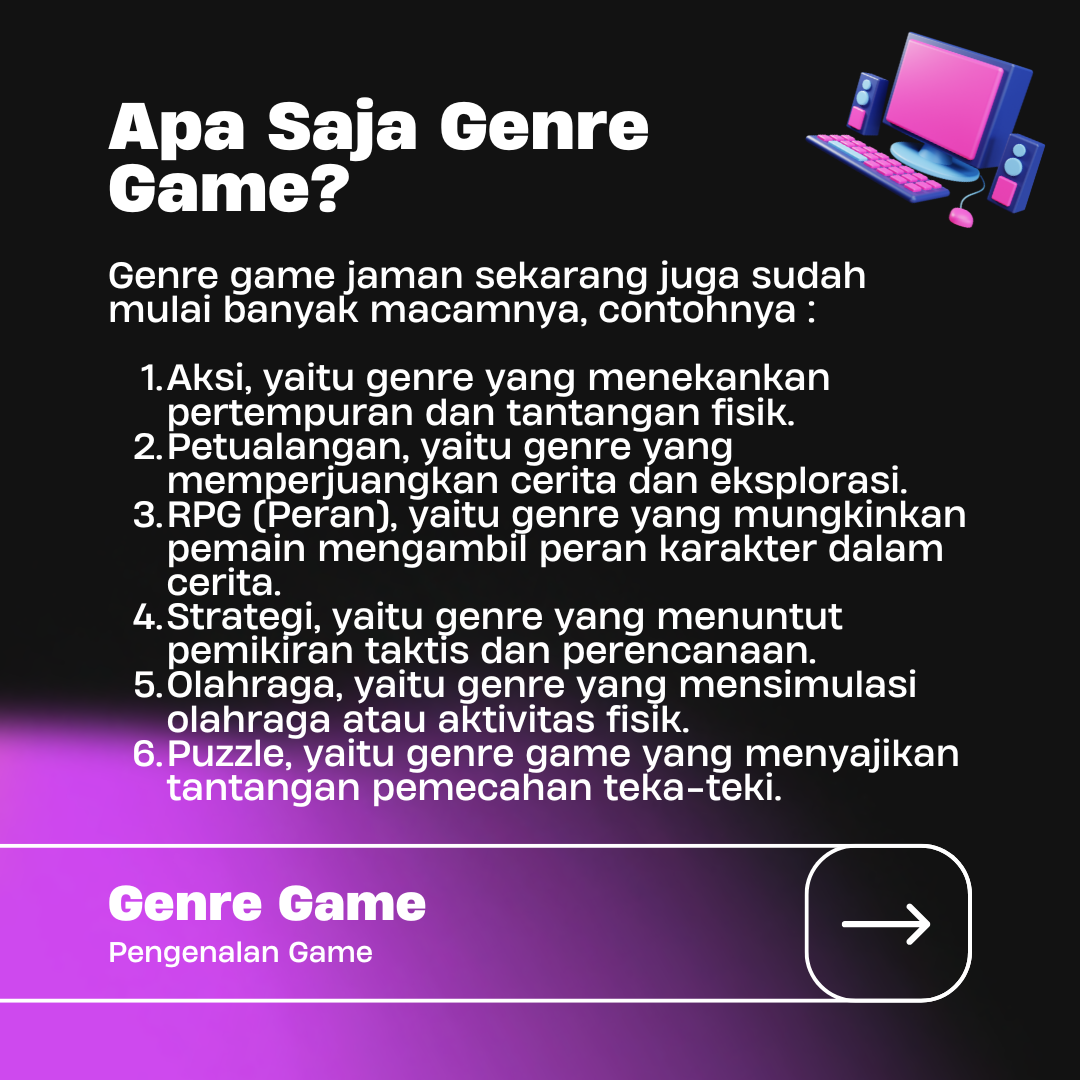 Apa Saja Genre
Game?
Genre game jaman sekarang juga sudah
mulai banyak macamnya, contohnya :
1. Aksi, yaitu genre yang menekankan
pertempuran dan tantangan fisik.
2. Petualangan, yaitu genre yang
memperjuangkan cerita dan eksplorasi.
3. RPG (Peran), yaitu genre yang mungkinkan
pemain mengambil peran karakter dalam
cerita.
4. Strategi, yaitu genre yang menuntut
pemikiran taktis dan perencanaan.
5. Olahraga, yaitu genre yang mensimulasi
olahraga atau aktivitas fisik.
6. Puzzle, yaitu genre game yang menyajikan
tantangan pemecahan teka-teki.
Genre Game
Pengenalan Game